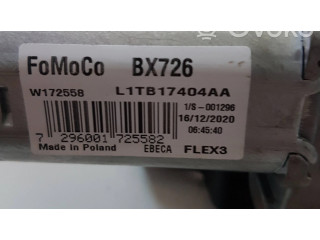 OVOKO
FoMoCo BX726
W172558 L1TB17404AA
1/S-001296
16/12/2020
06:45:40
7 296001 725582
Made in Poland EBECA FLEX3